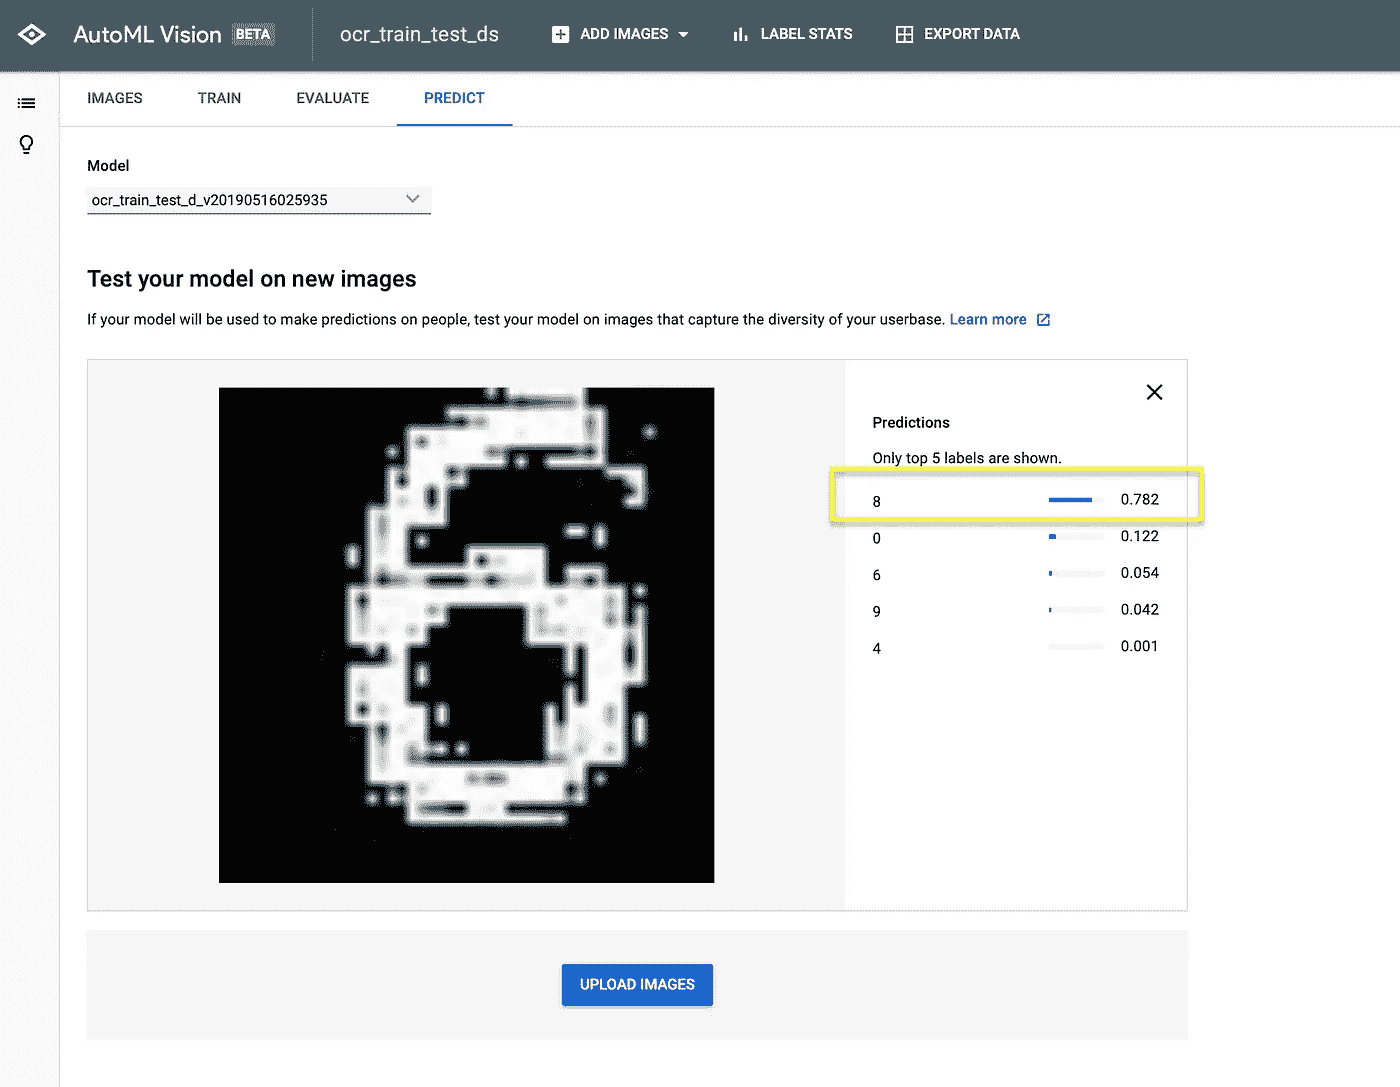 AutoML Vision BETA ocr_train_test_ds ADD IMAGES LABEL STATS EXPORT DATA
IMAGES TRAIN EVALUATE PREDICT
Model
ocr_train_test_d_v20190516025935
Test your model on new images
If your model will be used to make predictions on people, test your model on images that capture the diversity of your userbase. Learn more
6
Predictions
Only top 5 labels are shown.
8 0.782
0 0.122
6 0.054
9 0.042
4 0.001
UPLOAD IMAGES